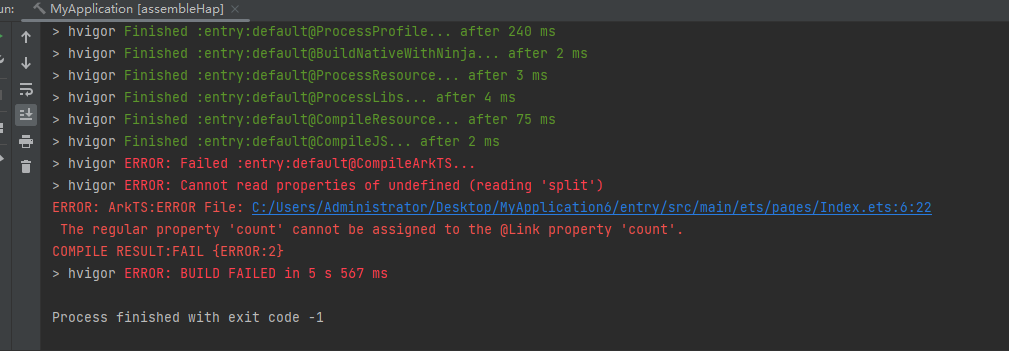 un: MyApplication [assembleHap]
> hvigor Finished :entry:default@ProcessProfile... after 240 ms
> hvigor Finished :entry:default@BuildNativeWithNinja... after 2 ms
> hvigor Finished :entry:default@ProcessResource... after 3 ms
> hvigor Finished :entry:default@ProcessLibs... after 4 ms
> hvigor Finished :entry:default@CompileResource... after 75 ms
> hvigor Finished :entry:default@CompileJS... after 2 ms
> hvigor ERROR: Failed :entry:default@CompileArkTS...
> hvigor ERROR: Cannot read properties of undefined (reading 'split')
ERROR: ArkTS:ERROR File: C:/Users/Administrator/Desktop/MyApplication6/entry/src/main/ets/pages/Index.ets:6:22
The regular property 'count' cannot be assigned to the @Link property 'count'.
COMPILE RESULT:FAIL {ERROR:2}
> hvigor ERROR: BUILD FAILED in 5 s 567 ms
Process finished with exit code -1